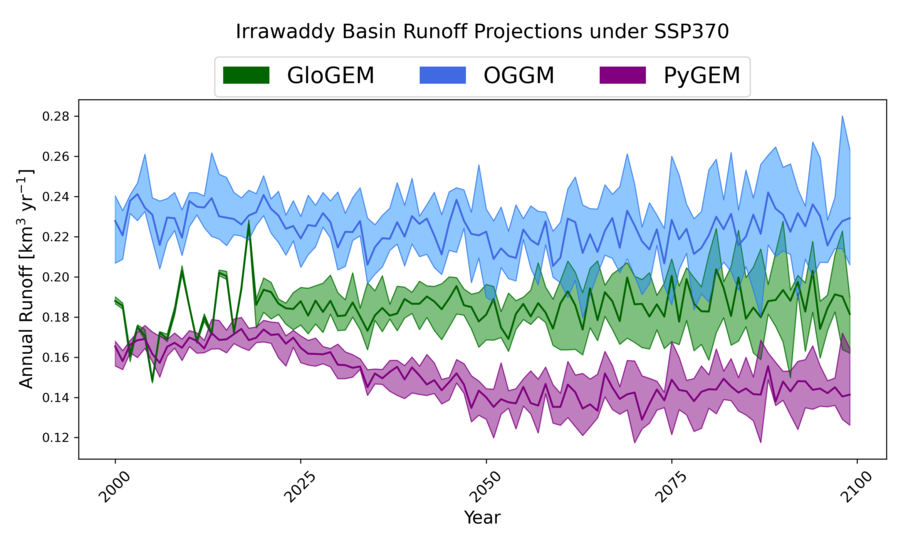 Irrawaddy Basin Runoff Projections under SSP370
GloGEM OGGM PyGEM
Annual Runoff [km³ yr⁻¹]
0.28
0.26
0.24
0.22
0.20
0.18
0.16
0.14
0.12
2000 2025 2050 2075 2100
Year